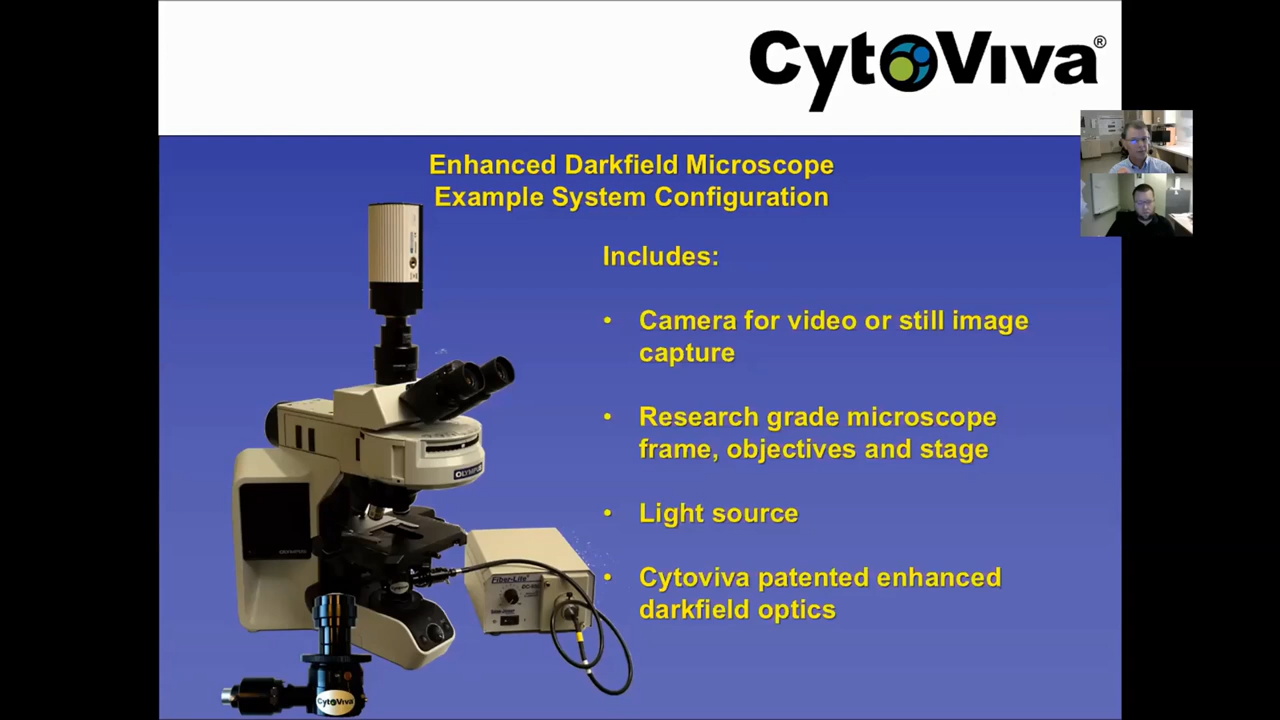 CytoViva®
Enhanced Darkfield Microscope
Example System Configuration
Includes:
• Camera for video or still image
capture
• Research grade microscope
frame, objectives and stage
• Light source
• Cytoviva patented enhanced
darkfield optics
OLYMPUS
OLYMPUS
Fiber-Lite
CytoViva